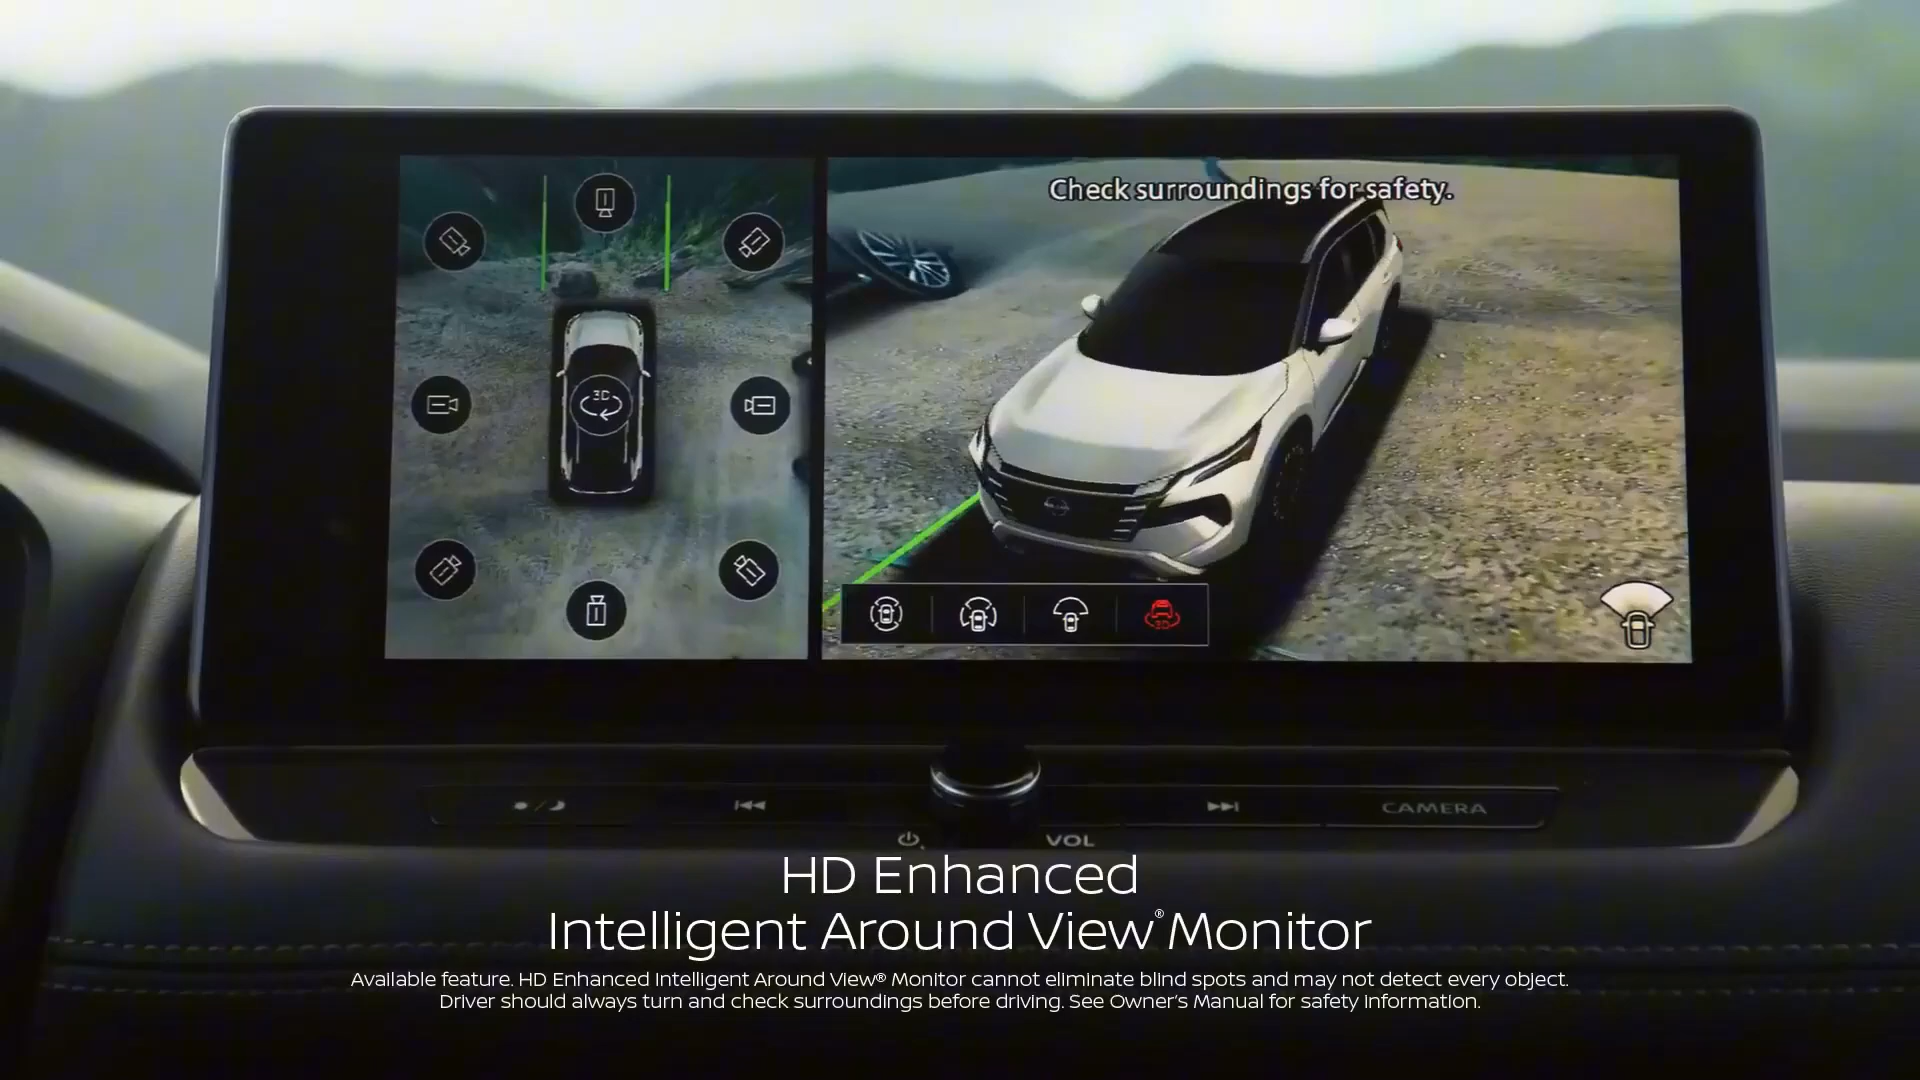 Check surroundings for safety.
3D
3D
CAMERA
VOL
HD Enhanced
Intelligent Around View® Monitor
Available feature. HD Enhanced Intelligent Around View® Monitor cannot eliminate blind spots and may not detect every object.
Driver should always turn and check surroundings before driving. See Owner's Manual for safety information.